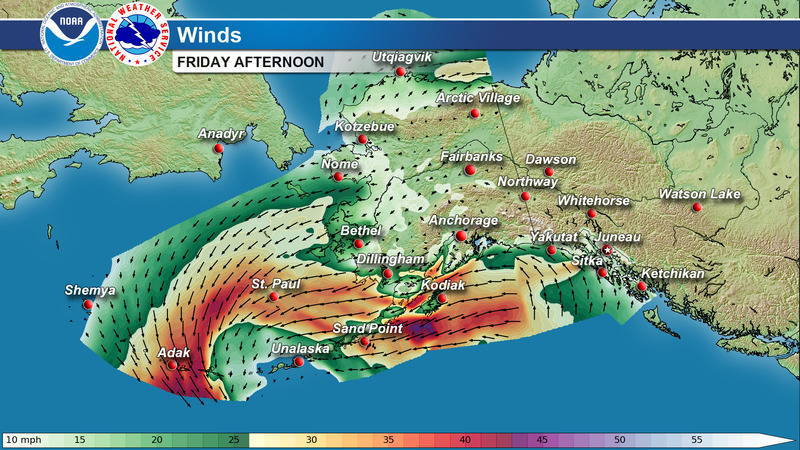 NOAA
NATIONAL WEATHER SERVICE
Winds
FRIDAY AFTERNOON
Utqiagvik
Arctic Village
Kotzebue
Anadyr
Nome
Fairbanks
Dawson
Northway
Watson Lake
Whitehorse
Anchorage
Bethel
Yakutat
Juneau
Dillingham
Sitka
Ketchikan
St. Paul
Kodiak
Shemya
Sand Point
Unalaska
Adak
10 mph 15 20 25 30 35 40 45 50 55